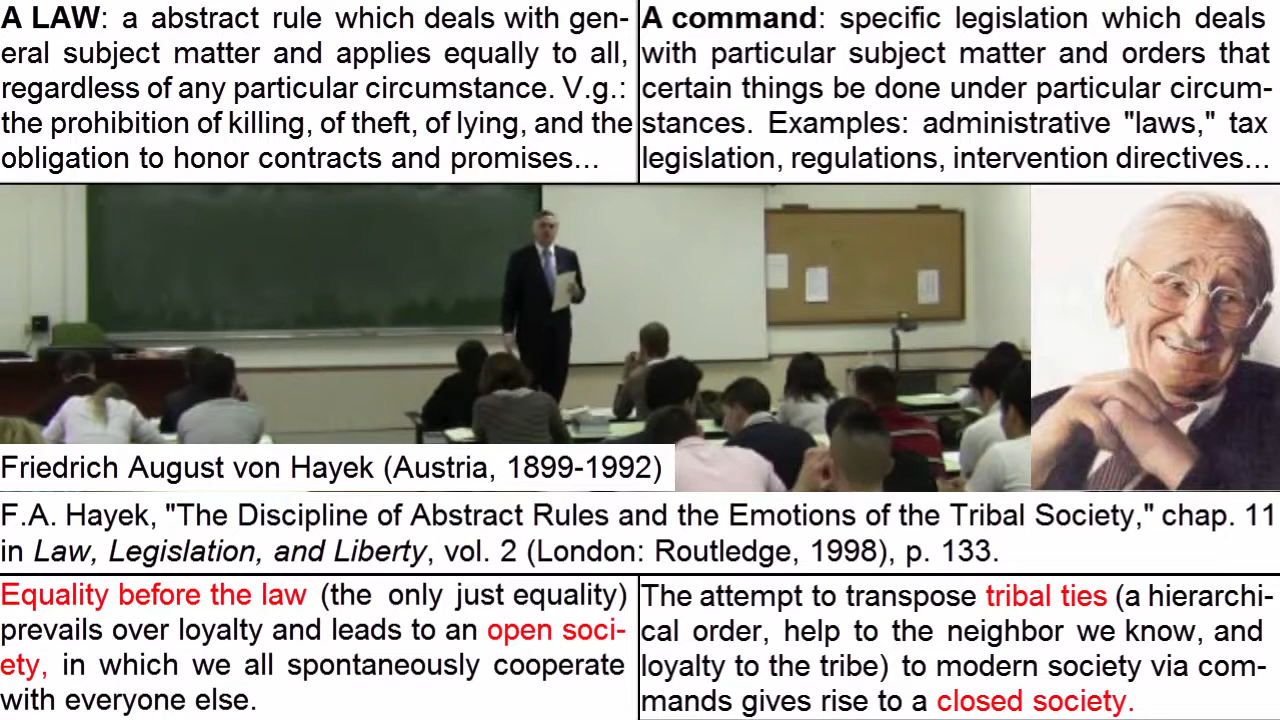 A LAW: a abstract rule which deals with gen-
eral subject matter and applies equally to all,
regardless of any particular circumstance. V.g.:
the prohibition of killing, of theft, of lying, and the
obligation to honor contracts and promises...
A command: specific legislation which deals
with particular subject matter and orders that
certain things be done under particular circum-
stances. Examples: administrative "laws," tax
legislation, regulations, intervention directives...
Friedrich August von Hayek (Austria, 1899-1992)
F.A. Hayek, "The Discipline of Abstract Rules and the Emotions of the Tribal Society," chap. 11
in Law, Legislation, and Liberty, vol. 2 (London: Routledge, 1998), p. 133.
Equality before the law (the only just equality)
prevails over loyalty and leads to an open soci-
ety, in which we all spontaneously cooperate
with everyone else.
The attempt to transpose tribal ties (a hierarchi-
cal order, help to the neighbor we know, and
loyalty to the tribe) to modern society via com-
mands gives rise to a closed society.